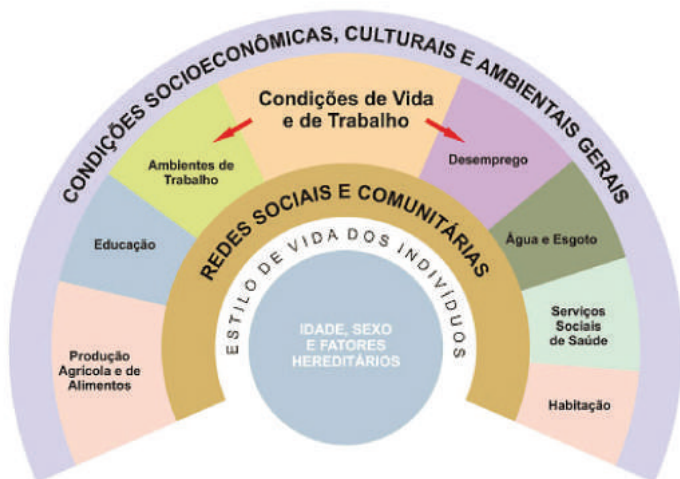 CONDIÇÕES SOCIOECONÔMICAS, CULTURAIS E AMBIENTAIS GERAIS
Condições de Vida
e de Trabalho
Ambientes de
Trabalho
Desemprego
Educação
Água e Esgoto
Produção
Agrícola e de
Alimentos
Serviços
Sociais
de Saúde
Habitação
REDES SOCIAIS E COMUNITÁRIAS
ESTILO DE VIDA DOS INDIVÍDUOS
IDADE, SEXO
E FATORES
HEREDITÁRIOS